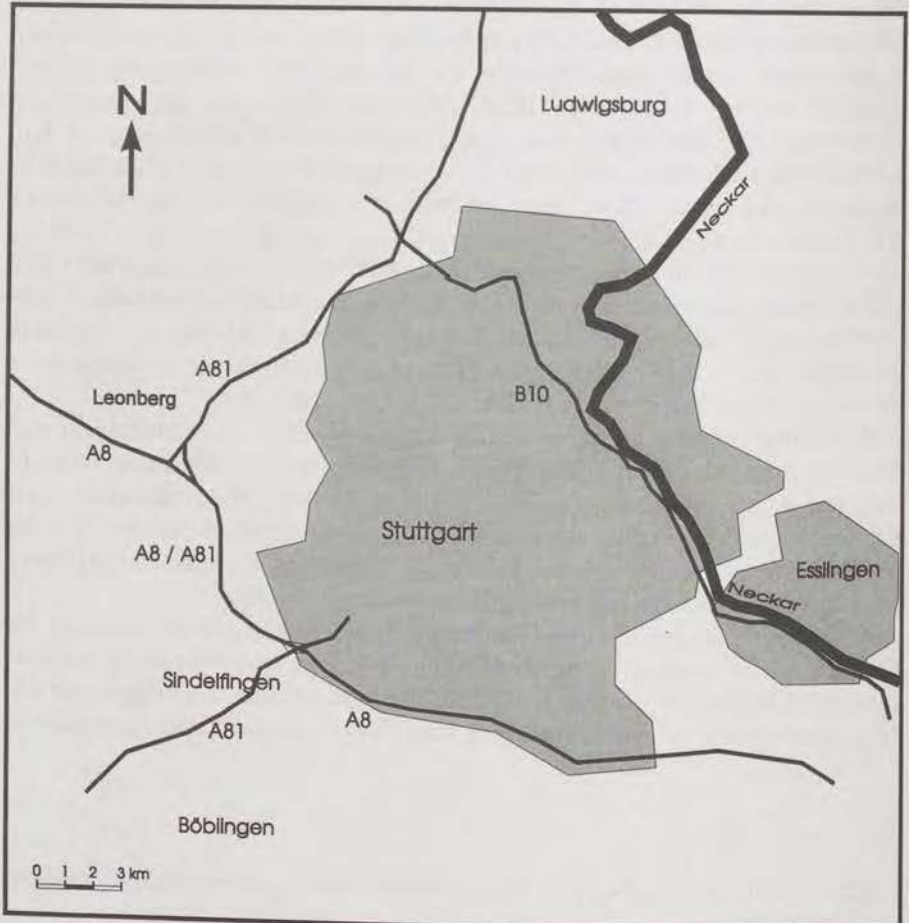 N
Ludwigsburg
Neckar
A81
Leonberg
B10
A8
Stuttgart
A8 / A81
Esslingen
Neckar
Sindelfingen
A8
A81
Böblingen
0 1 2 3 km